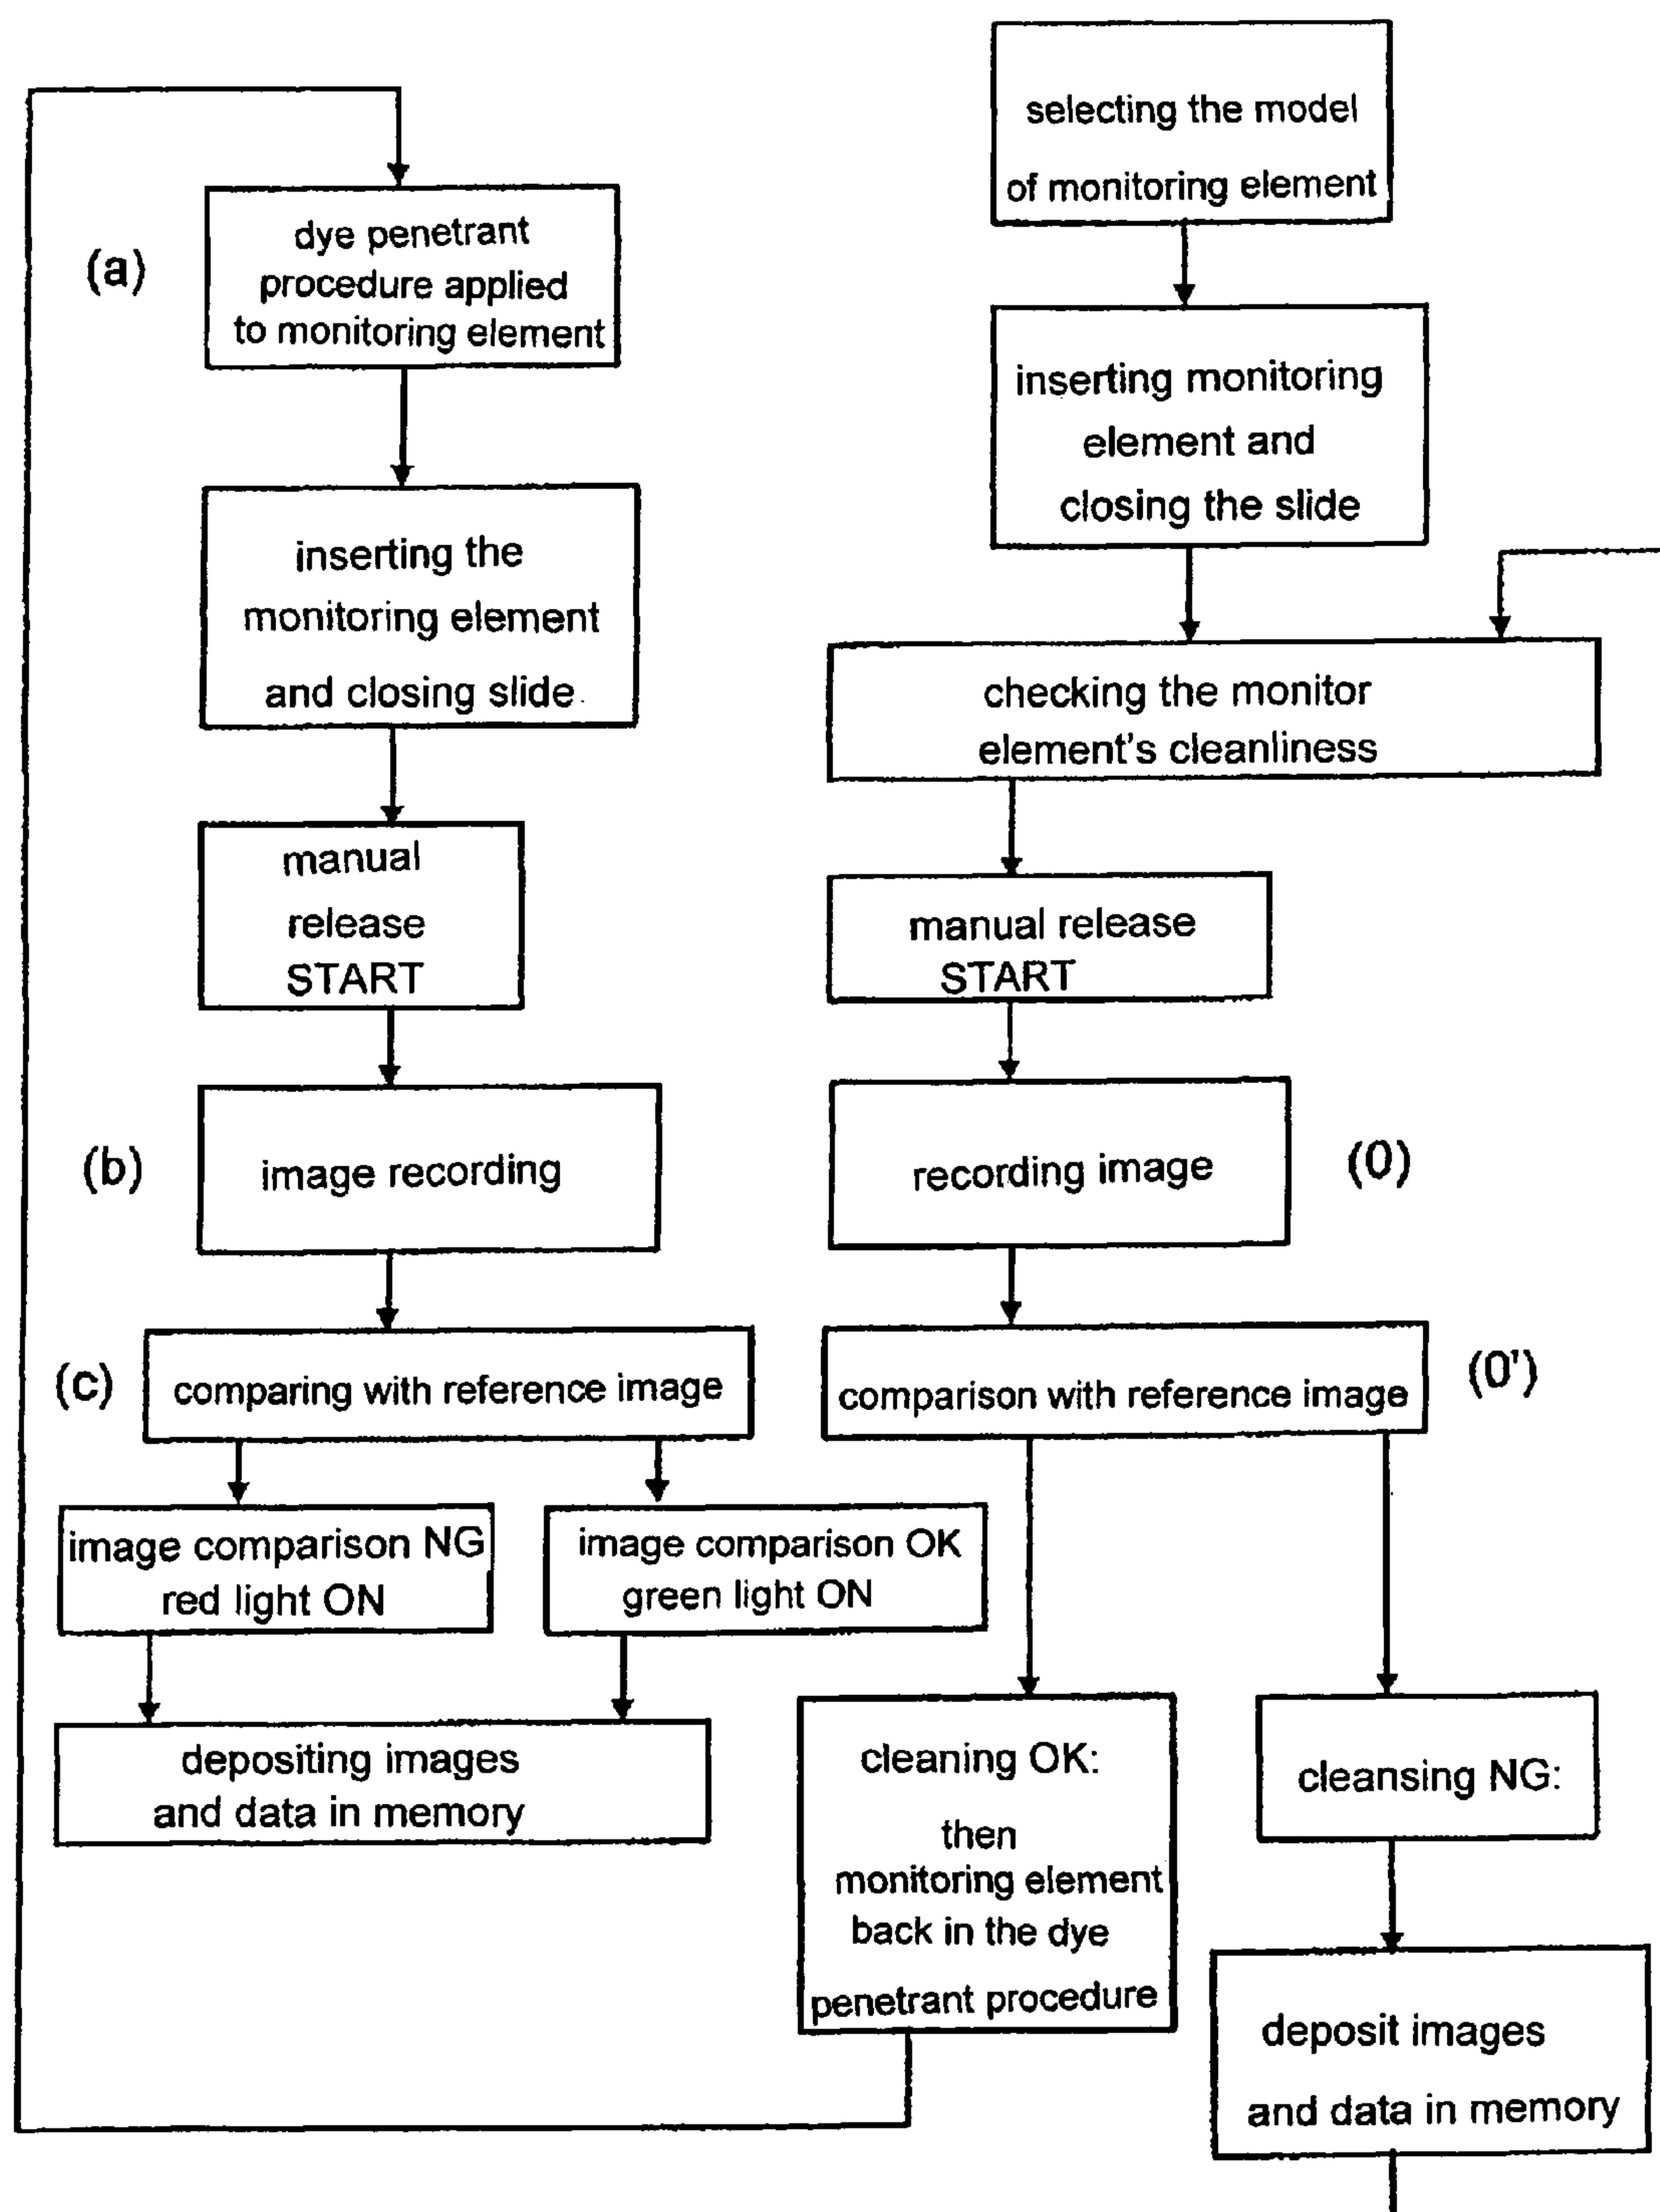 selecting the model
of monitoring element
inserting monitoring
element and
closing the slide
checking the monitor
element's cleanliness
manual release
START
recording image
(0)
comparison with reference image
(0')
cleaning OK:
then
monitoring element
back in the dye
penetrant procedure
cleansing NG:
deposit images
and data in memory
(a)
dye penetrant
procedure applied
to monitoring element
inserting the
monitoring element
and closing slide
manual
release
START
(b)
image recording
(c)
comparing with reference image
image comparison NG
red light ON
image comparison OK
green light ON
depositing images
and data in memory